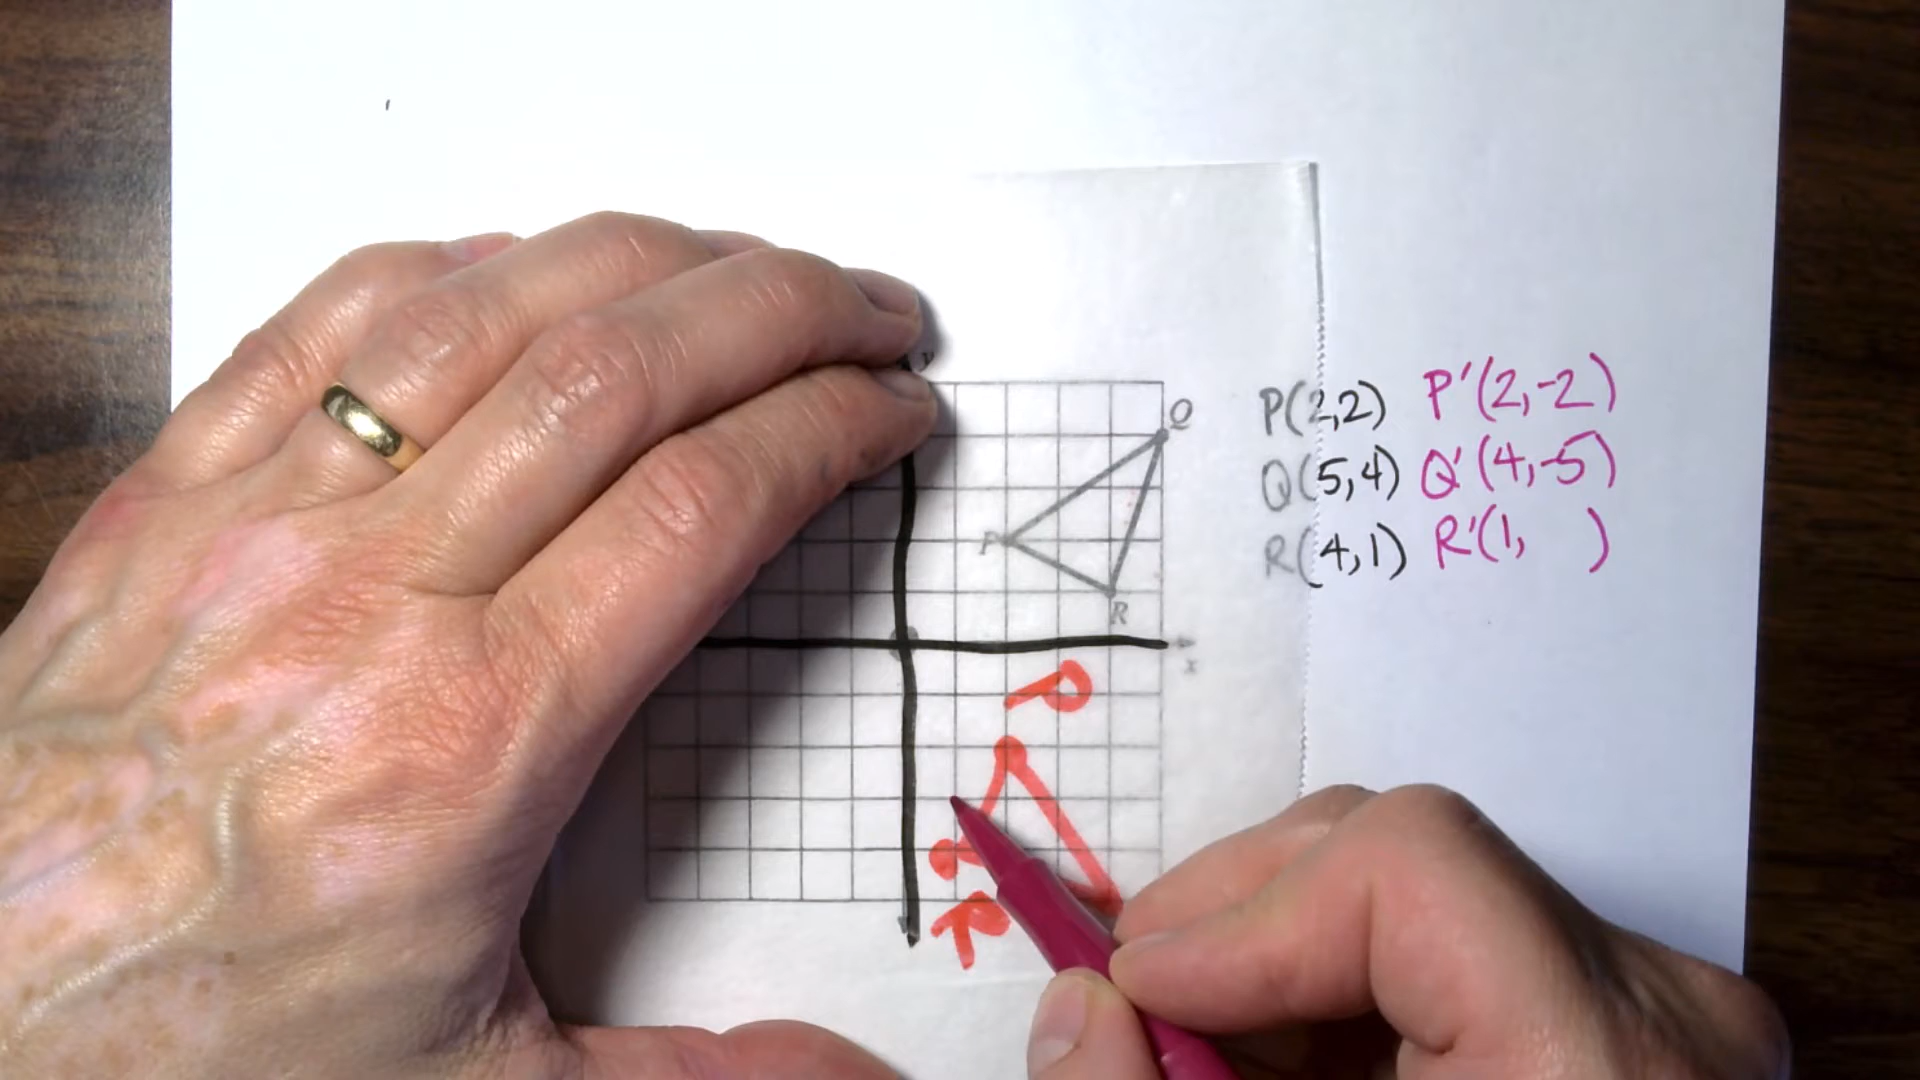 y
Q
P(2,2) P'(2,-2)
Q(5,4) Q'(4,-5)
P
R(4,1) R'(1, )
R
x
P
R